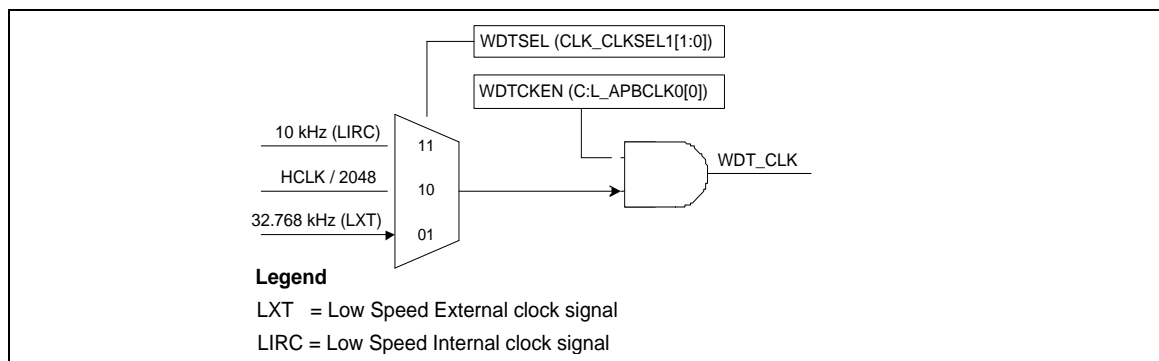 WDTSEL (CLK_CLKSEL1[1:0])
WDTCKEN (C:L_APBCLK0[0])
10 kHz (LIRC)
11
WDT_CLK
HCLK / 2048
10
32.768 kHz (LXT)
01
Legend
LXT = Low Speed External clock signal
LIRC = Low Speed Internal clock signal